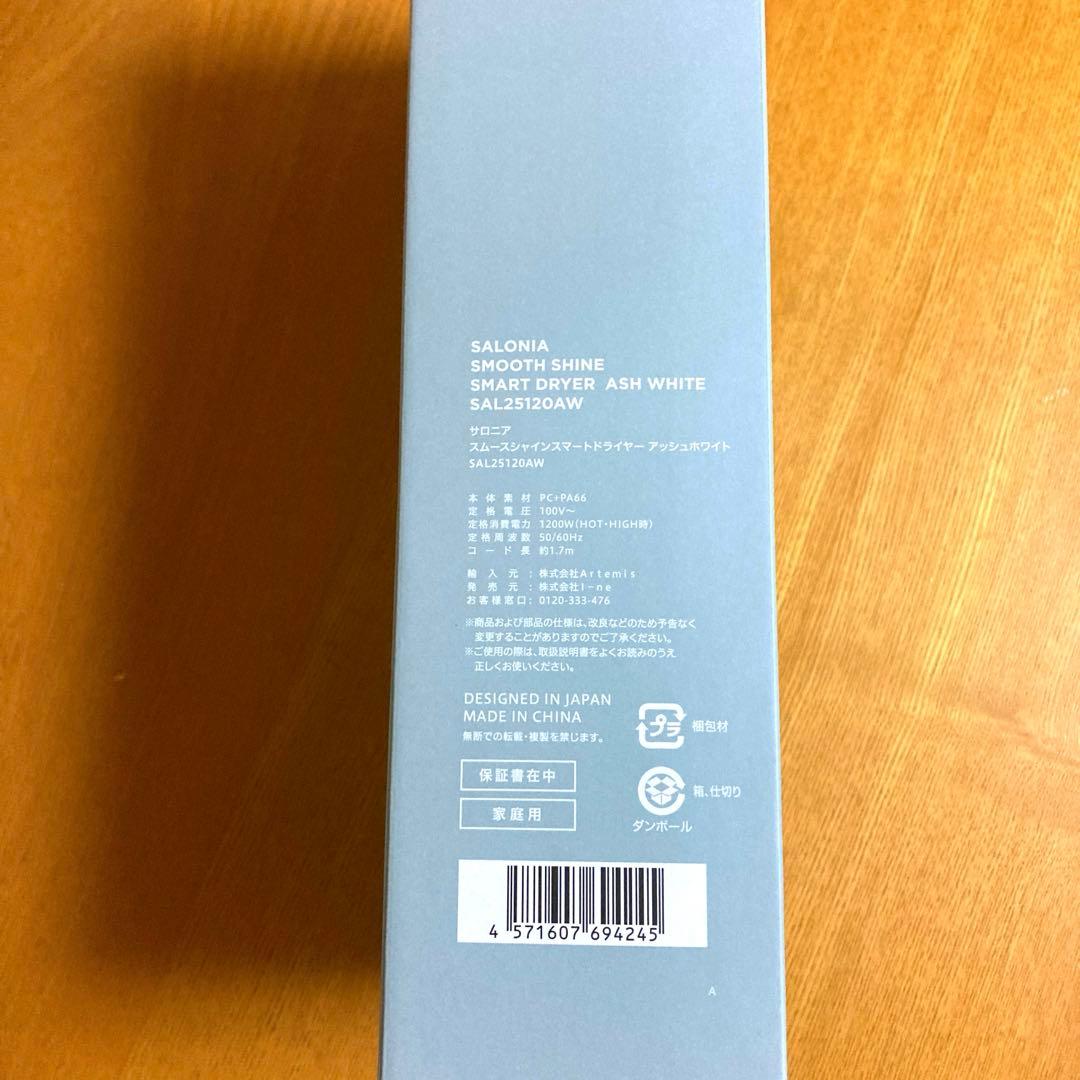 SALONIA
SMOOTH SHINE
SMART DRYER ASH WHITE
SAL25120AW
サロニア
スムースシャインスマートドライヤー アッシュホワイト
SAL25120AW
本体素材 PC+PA66
定格電圧 100V〜
定格消費電力 1200W(HOT・HIGH時)
定格周波数 50/60Hz
コード長 約1.7m
輸入元：株式会社Artemis
発売元：株式会社I-ne
お客様窓口：0120-333-476
※商品および部品の仕様は、改良などのため予告なく
変更することがありますのでご了承ください。
※ご使用の際は、取扱説明書をよくお読みのうえ
正しくお使いください。
DESIGNED IN JAPAN
MADE IN CHINA
無断での転載・複製を禁じます。
プラ 梱包材
保証書在中
箱、仕切り
家庭用
ダンボール
4 571607 694245
A